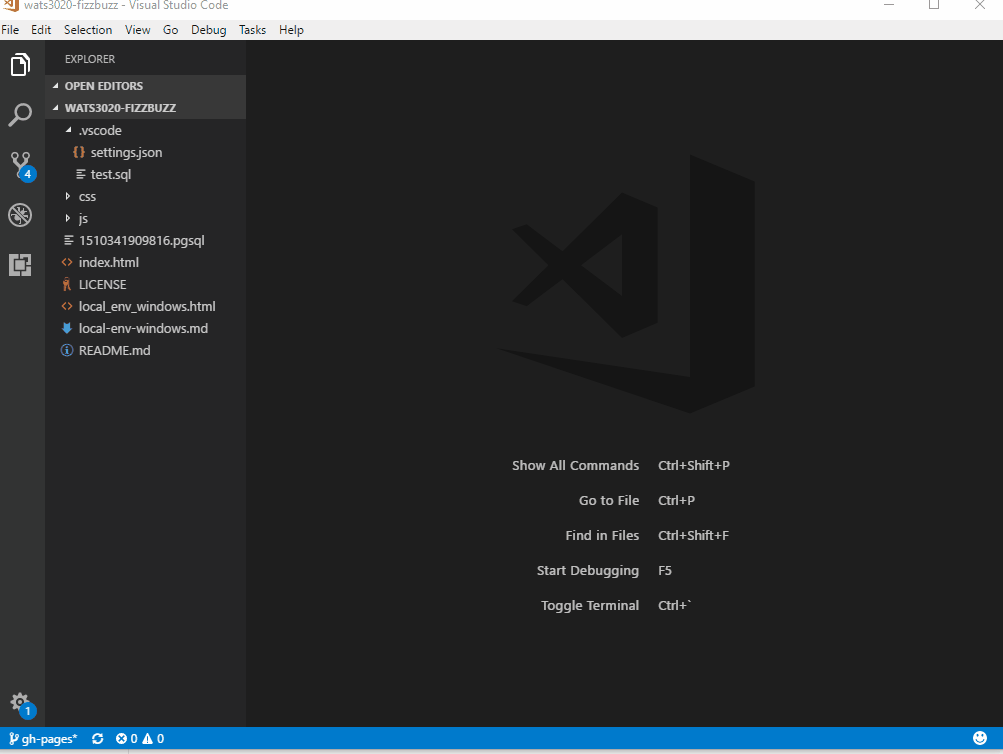 wats3020-fizzbuzz - Visual Studio Code
File Edit Selection View Go Debug Tasks Help
EXPLORER
OPEN EDITORS
WATS3020-FIZZBUZZ
.vscode
{} settings.json
test.sql
4
css
js
1510341909816.pgsql
<> index.html
LICENSE
<> local_env_windows.html
local-env-windows.md
README.md
Show All Commands Ctrl+Shift+P
Go to File Ctrl+P
Find in Files Ctrl+Shift+F
Start Debugging F5
Toggle Terminal Ctrl+`
1
gh-pages* 0 0